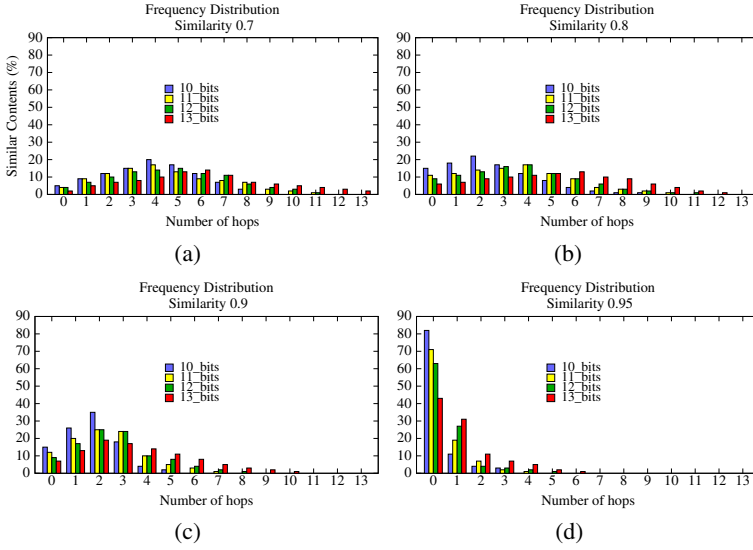 Frequency Distribution
Similarity 0.7
Similar Contents (%)
90
80
70
60
50
40
30
20
10
0
10_bits
11_bits
12_bits
13_bits
0 1 2 3 4 5 6 7 8 9 10 11 12 13
Number of hops
(a)
Frequency Distribution
Similarity 0.8
90
80
70
60
50
40
30
20
10
0
10_bits
11_bits
12_bits
13_bits
0 1 2 3 4 5 6 7 8 9 10 11 12 13
Number of hops
(b)
Frequency Distribution
Similarity 0.9
90
80
70
60
50
40
30
20
10
0
10_bits
11_bits
12_bits
13_bits
0 1 2 3 4 5 6 7 8 9 10 11 12 13
Number of hops
(c)
Frequency Distribution
Similarity 0.95
90
80
70
60
50
40
30
20
10
0
10_bits
11_bits
12_bits
13_bits
0 1 2 3 4 5 6 7 8 9 10 11 12 13
Number of hops
(d)